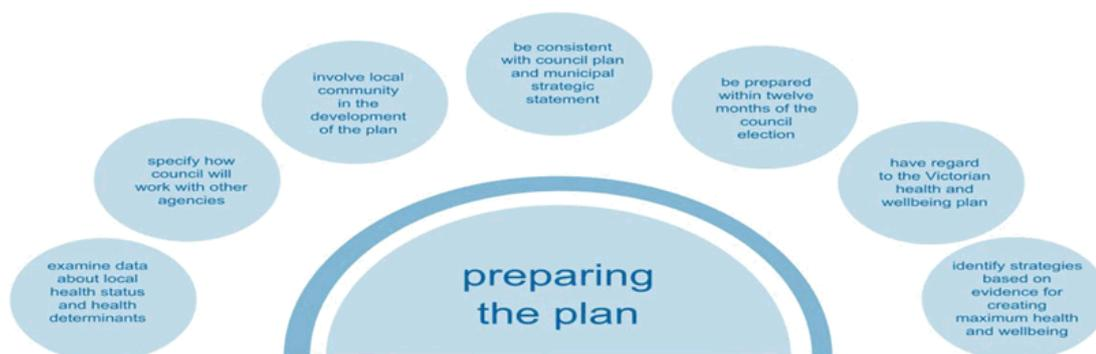 examine data
about local
health status
and health
determinants
specify how
council will
work with other
agencies
involve local
community
in the
development
of the plan
be consistent
with council plan
and municipal
strategic
statement
be prepared
within twelve
months of the
council
election
have regard
to the Victorian
health and
wellbeing plan
identify strategies
based on
evidence for
creating
maximum health
and wellbeing
preparing
the plan